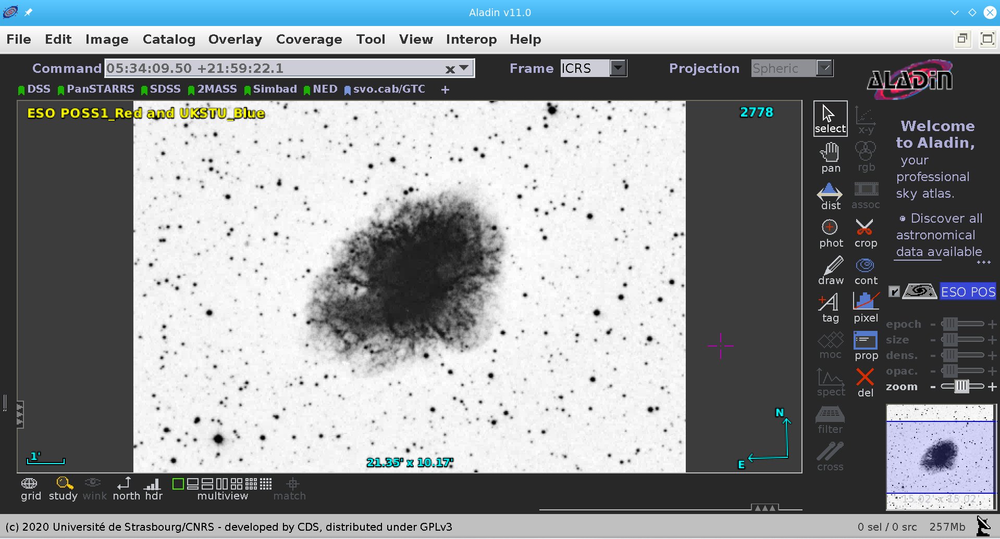 Aladin v11.0
File Edit Image Catalog Overlay Coverage Tool View Interop Help
Command 05:34:09.50 +21:59:22.1 Frame ICRS Projection Spheric
ALADIN
DSS PanSTARRS SDSS 2MASS Simbad NED svo.cab/GTC +
ESO POSS1_Red and UKSTU_Blue
2778
1'
21.35' x 10.17'
N
E
select x-y
pan rgb
dist assoc
phot crop
draw cont
tag pixel
moc prop
spect del
filter
cross
Welcome
to Aladin,
your
professional
sky atlas.
• Discover all
astronomical
data available
...
ESO POS
epoch - +
size - +
dens. - +
opac. - +
zoom - +
15.02' x 15.02'
grid study wink north hdr multiview match
(c) 2020 Université de Strasbourg/CNRS - developed by CDS, distributed under GPLv3
0 sel / 0 src 257Mb